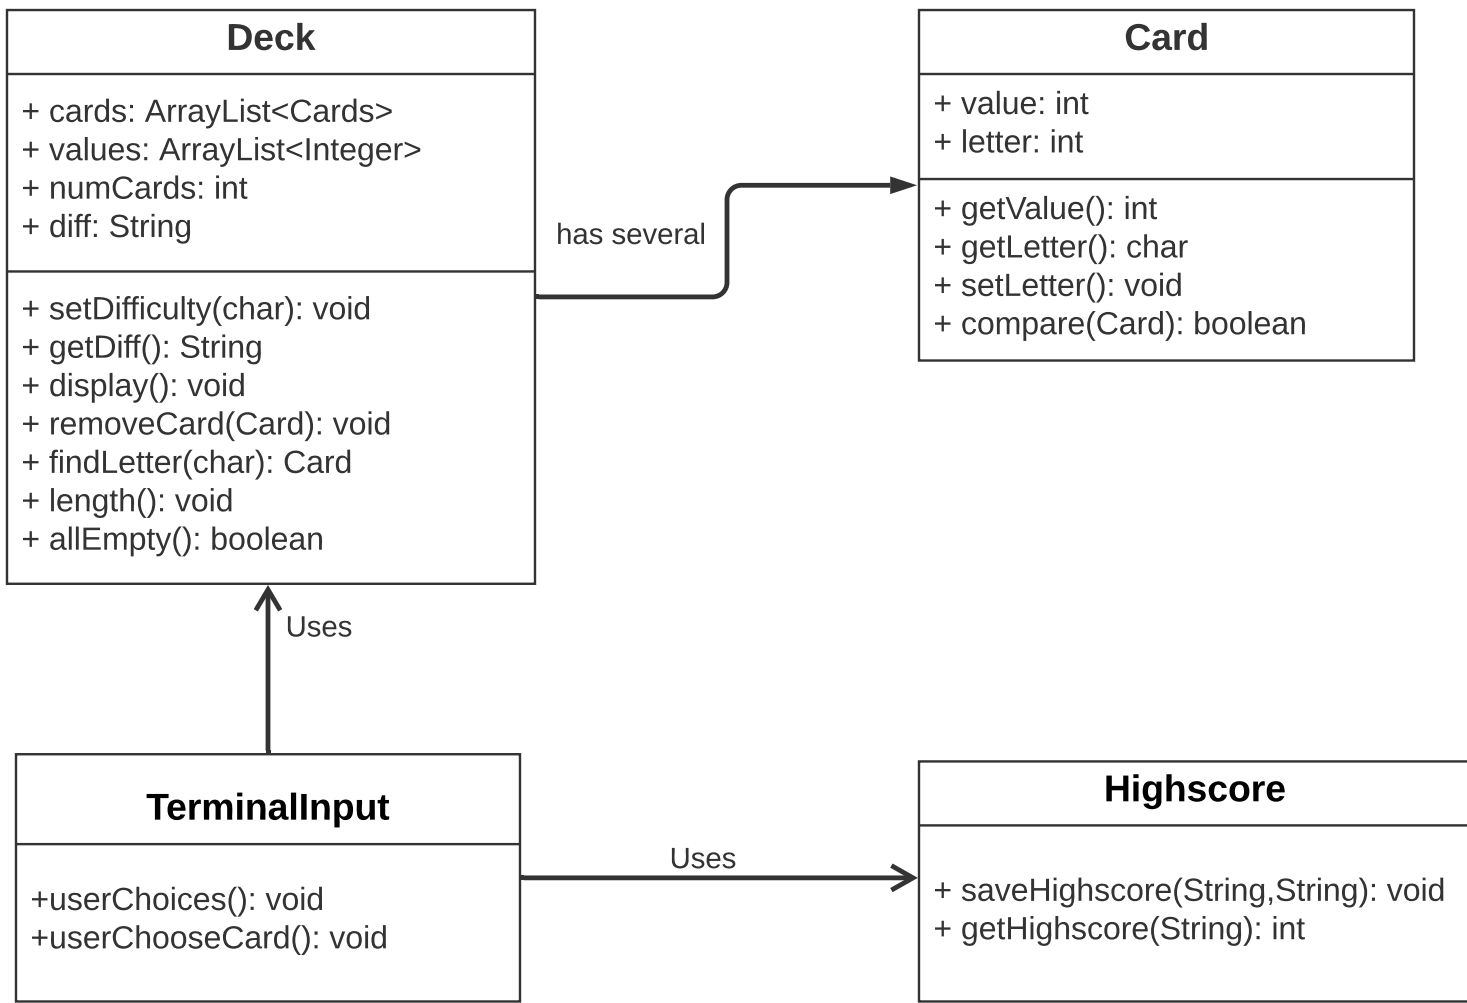 Deck
+ cards: ArrayList<Cards>
+ values: ArrayList<Integer>
+ numCards: int
+ diff: String
+ setDifficulty(char): void
+ getDiff(): String
+ display(): void
+ removeCard(Card): void
+ findLetter(char): Card
+ length(): void
+ allEmpty(): boolean
has several
Card
+ value: int
+ letter: int
+ getValue(): int
+ getLetter(): char
+ setLetter(): void
+ compare(Card): boolean
Uses
TerminalInput
+userChoices(): void
+userChooseCard(): void
Uses
Highscore
+ saveHighscore(String,String): void
+ getHighscore(String): int